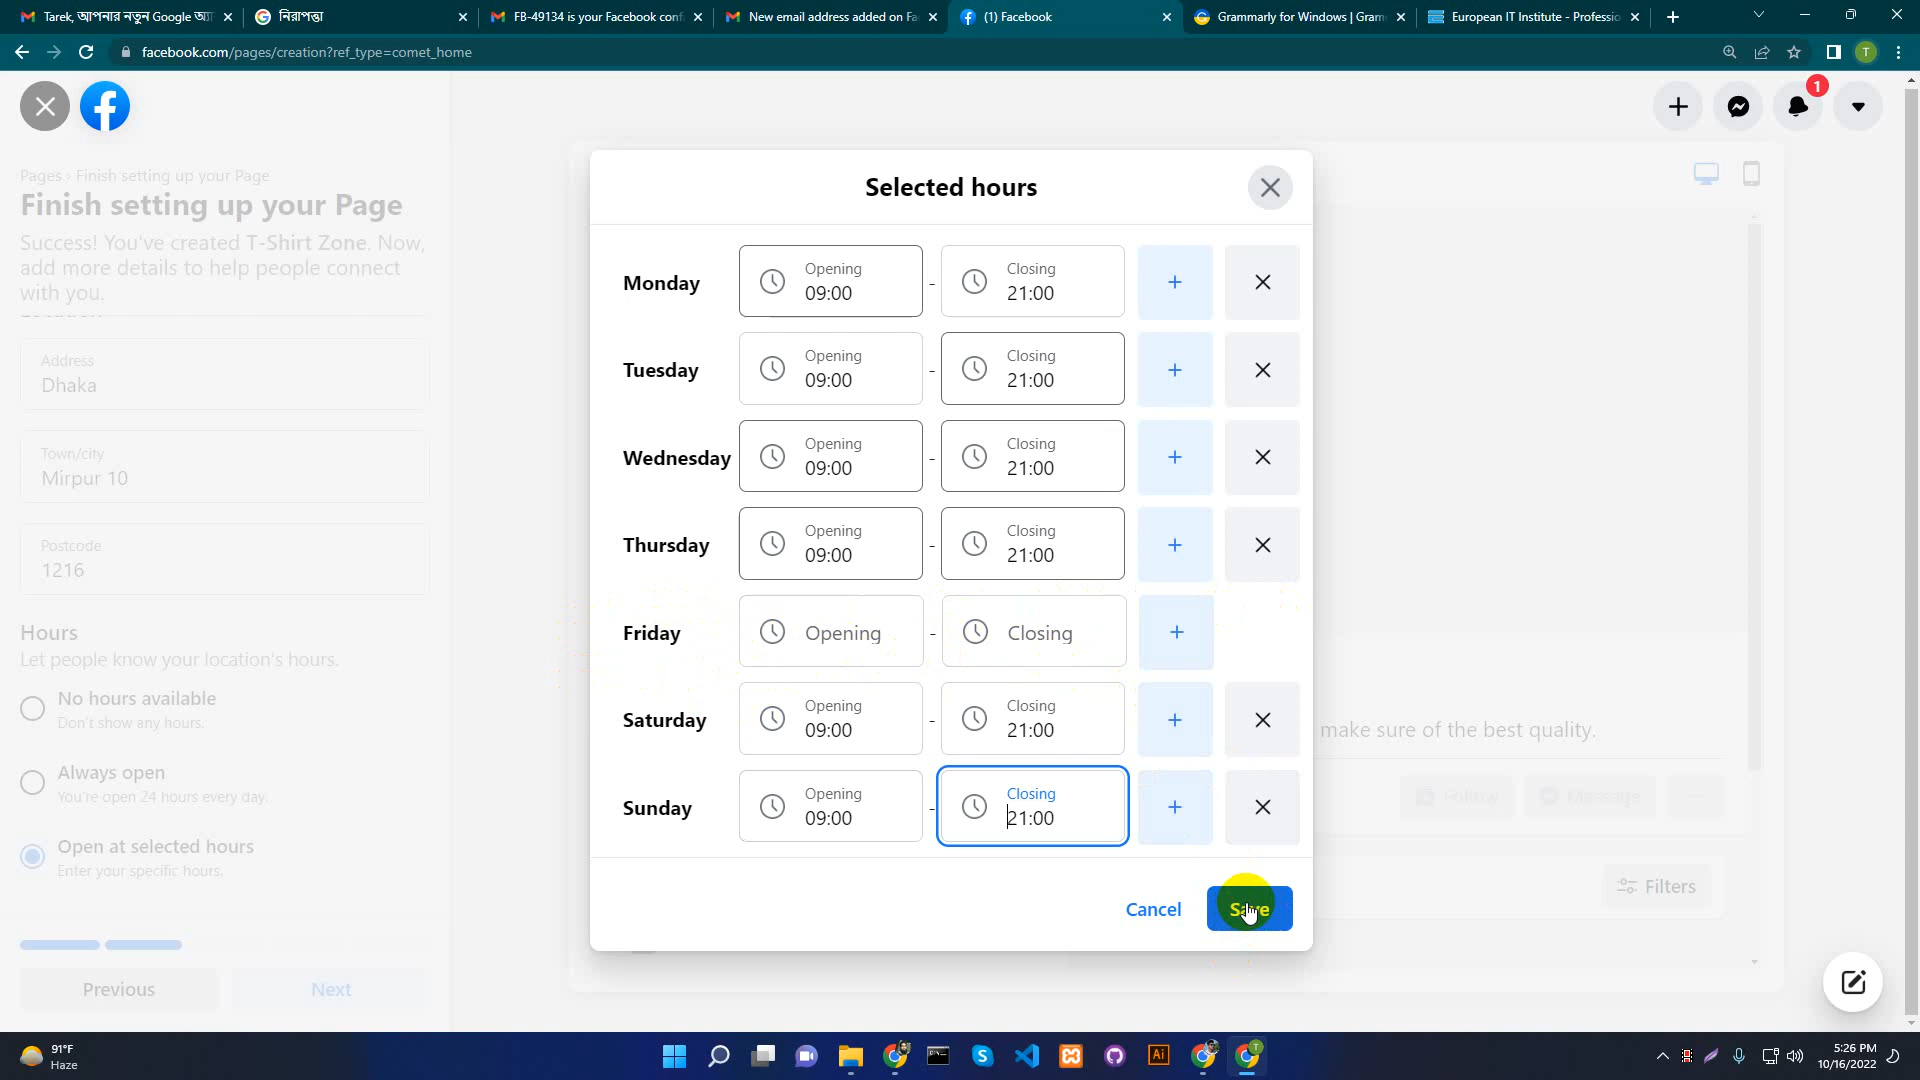 Tarek, আপনার নতুন Google অ্যা
নিরাপত্তা
FB-49134 is your Facebook conf
New email address added on Fa
(1) Facebook
Grammarly for Windows | Gram
European IT Institute - Professio
facebook.com/pages/creation?ref_type=comet_home
T
1
Pages › Finish setting up your Page
Finish setting up your Page
Success! You've created T-Shirt Zone. Now,
add more details to help people connect
with you.
Address
Dhaka
Town/city
Mirpur 10
Postcode
1216
Hours
Let people know your location's hours.
No hours available
Don't show any hours.
Always open
You're open 24 hours every day.
Open at selected hours
Enter your specific hours.
Previous
Next
Selected hours
Monday
Opening
09:00
-
Closing
21:00
Tuesday
Opening
09:00
-
Closing
21:00
Wednesday
Opening
09:00
-
Closing
21:00
Thursday
Opening
09:00
-
Closing
21:00
Friday
Opening
-
Closing
Saturday
Opening
09:00
-
Closing
21:00
Sunday
Opening
09:00
-
Closing
21:00
Cancel
Save
make sure of the best quality.
Follow
Message
Filters
91°F
Haze
5:26 PM
10/16/2022